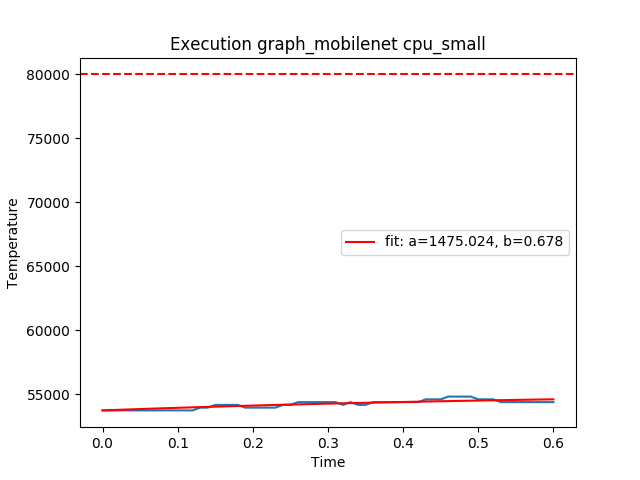 Execution graph_mobilenet cpu_small
80000
75000
70000
65000
60000
55000
Temperature
fit: a=1475.024, b=0.678
0.0 0.1 0.2 0.3 0.4 0.5 0.6
Time